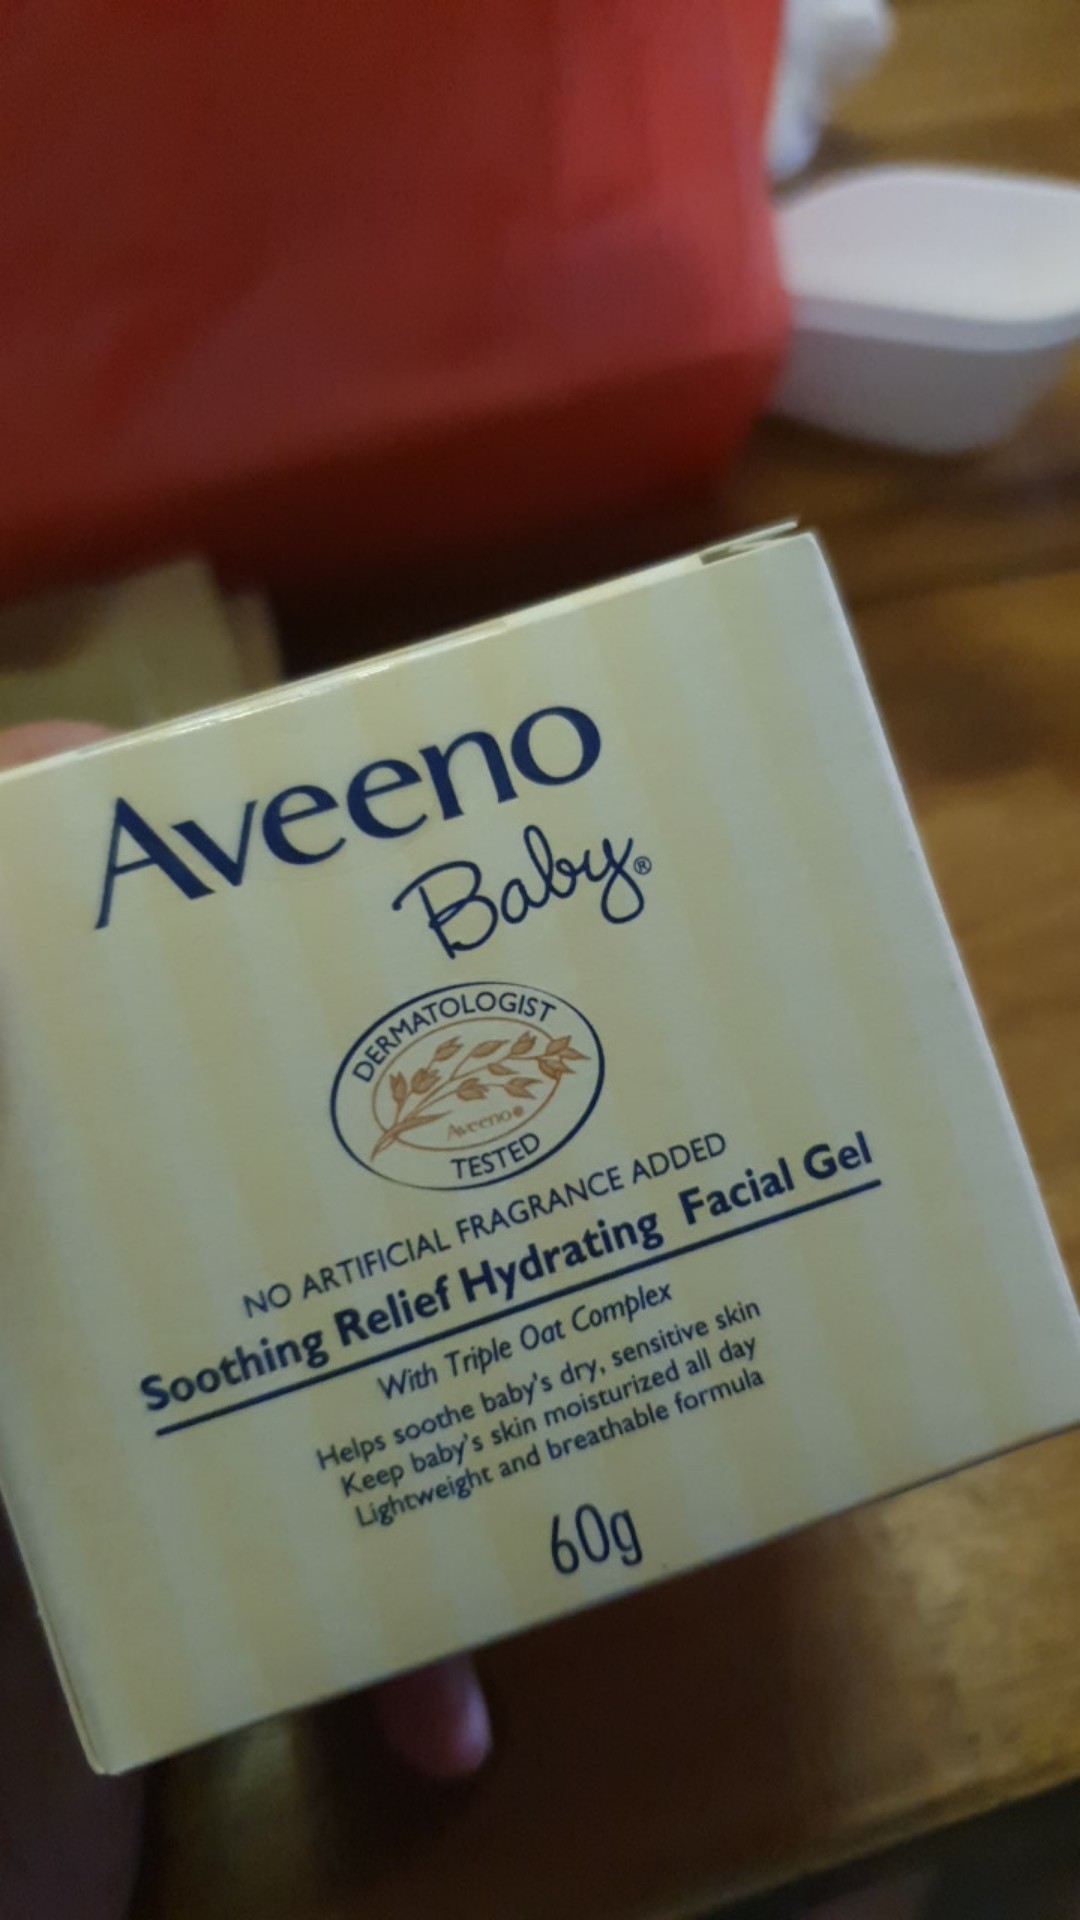 Aveeno
Baby®
DERMATOLOGIST
Aveeno
TESTED
NO ARTIFICIAL FRAGRANCE ADDED
Soothing Relief Hydrating Facial Gel
With Triple Oat Complex
Helps soothe baby's dry, sensitive skin
Keep baby's skin moisturized all day
Lightweight and breathable formula
60g